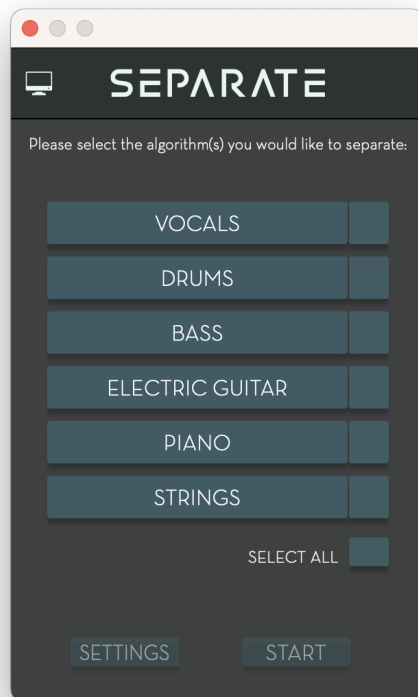 SEPARATE
Please select the algorithm(s) you would like to separate:
VOCALS
DRUMS
BASS
ELECTRIC GUITAR
PIANO
STRINGS
SELECT ALL
SETTINGS START